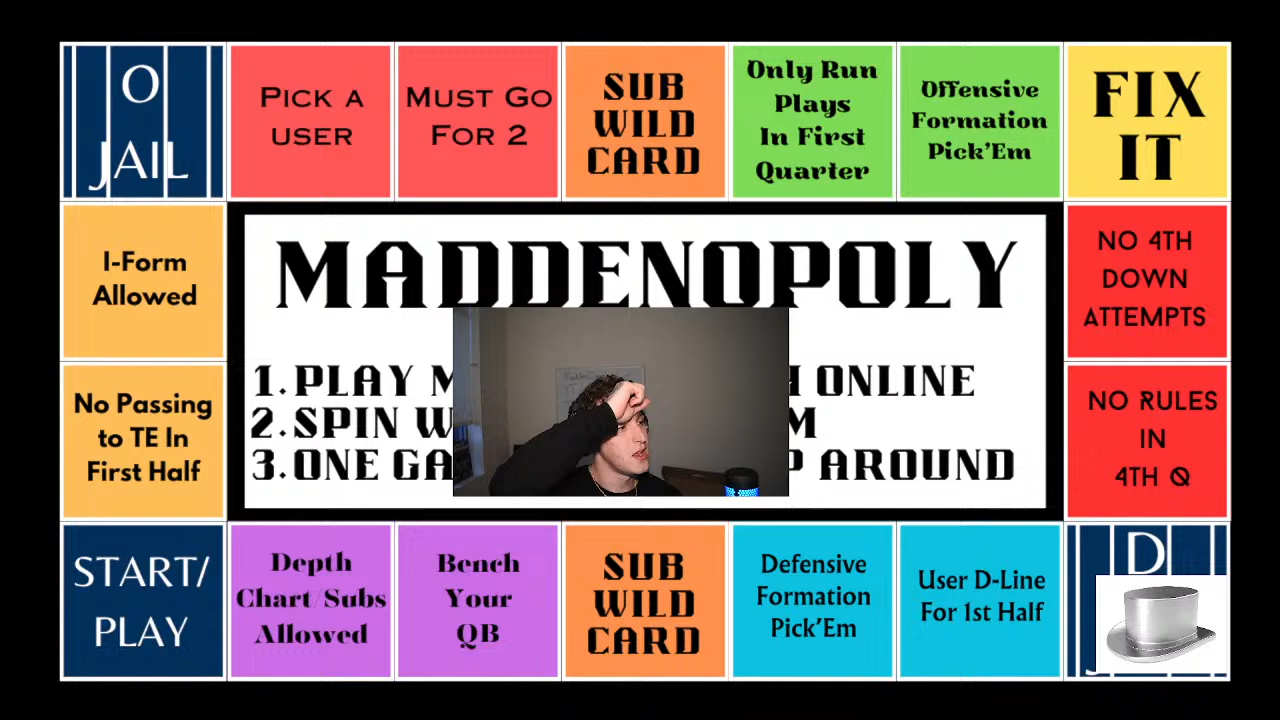 O
JAIL
PICK A
USER
MUST GO
FOR 2
SUB
WILD
CARD
Only Run
Plays
In First
Quarter
Offensive
Formation
Pick'Em
FIX
IT
I-Form
Allowed
MADDENOPOLY
NO 4TH
DOWN
ATTEMPTS
No Passing
to TE In
First Half
1.PLAY ONLINE
2.SPIN
3.ONE AROUND
NO RULES
IN
4TH Q
START/
PLAY
Depth
Chart/Subs
Allowed
Bench
Your
QB
SUB
WILD
CARD
Defensive
Formation
Pick'Em
User D-Line
For 1st Half
D